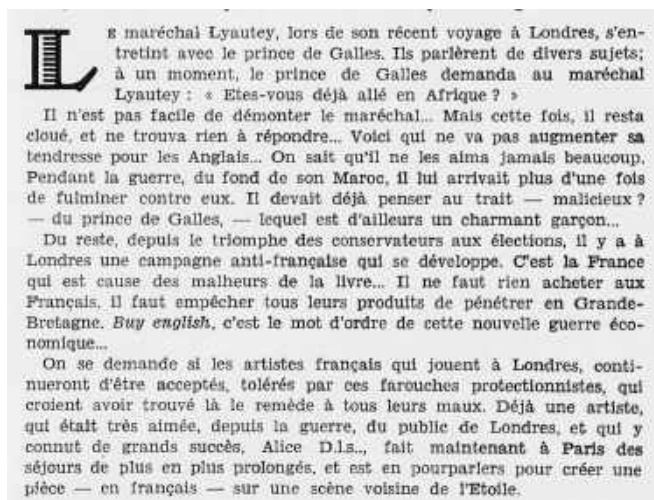 LE maréchal Lyautey, lors de son récent voyage à Londres, s'en-
tretint avec le prince de Galles. Ils parlèrent de divers sujets;
à un moment, le prince de Galles demanda au maréchal
Lyautey : « Etes-vous déjà allé en Afrique ? »
Il n'est pas facile de démonter le maréchal... Mais cette fois, il resta
cloué, et ne trouva rien à répondre... Voici qui ne va pas augmenter sa
tendresse pour les Anglais... On sait qu'il ne les aima jamais beaucoup.
Pendant la guerre, du fond de son Maroc, il lui arrivait plus d'une fois
de fulminer contre eux. Il devait déjà penser au trait — malicieux ?
— du prince de Galles, — lequel est d'ailleurs un charmant garçon...
Du reste, depuis le triomphe des conservateurs aux élections, il y a à
Londres une campagne anti-française qui se développe. C'est la France
qui est cause des malheurs de la livre... Il ne faut rien acheter aux
Français, il faut empêcher tous leurs produits de pénétrer en Grande-
Bretagne. Buy english, c'est le mot d'ordre de cette nouvelle guerre éco-
nomique...
On se demande si les artistes français qui jouent à Londres, conti-
nueront d'être acceptés, tolérés par ces farouches protectionnistes, qui
croient avoir trouvé là le remède à tous leurs maux. Déjà une artiste,
qui était très aimée, depuis la guerre, du public de Londres, et qui y
connut de grands succès, Alice D.l.s.., fait maintenant à Paris des
séjours de plus en plus prolongés, et est en pourparlers pour créer une
pièce — en français — sur une scène voisine de l'Etoile.